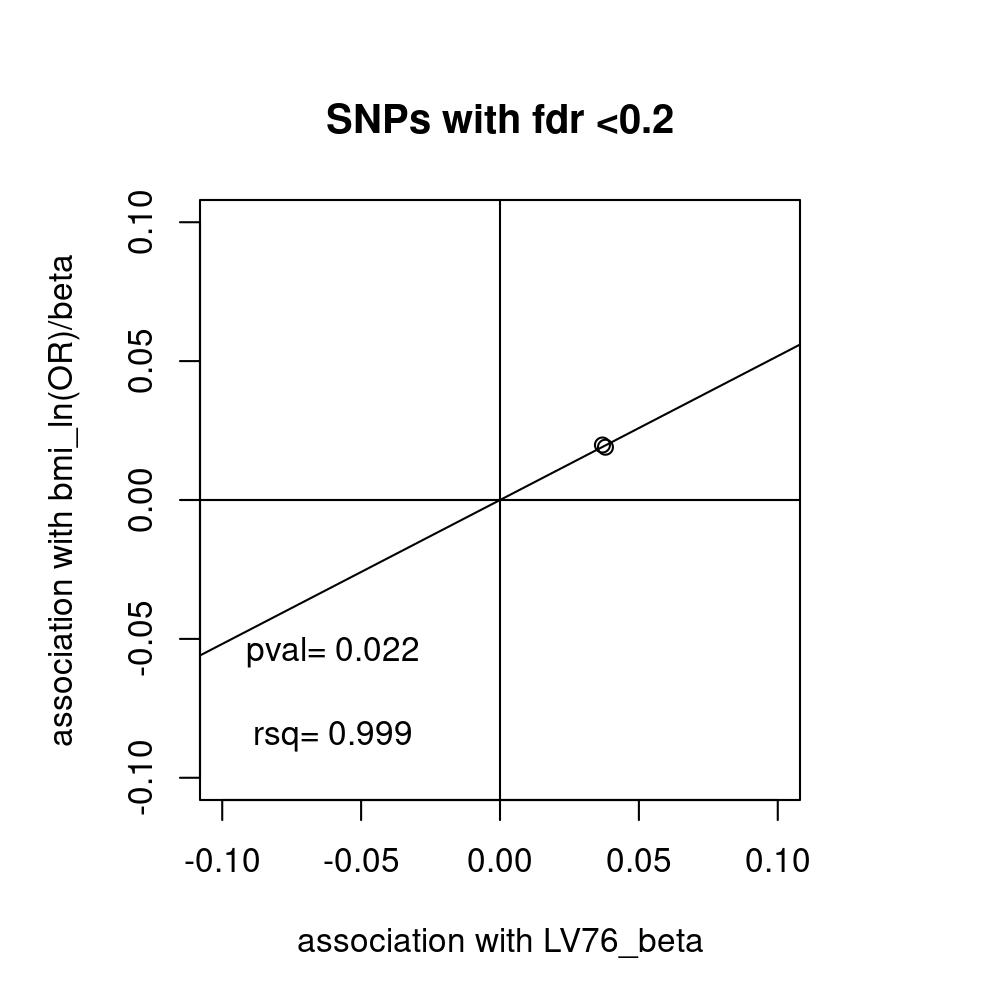 SNPs with fdr <0.2
association with bmi_ln(OR)/beta
0.10
0.05
0.00
-0.05
-0.10
pval= 0.022
rsq= 0.999
-0.10 -0.05 0.00 0.05 0.10
association with LV76_beta